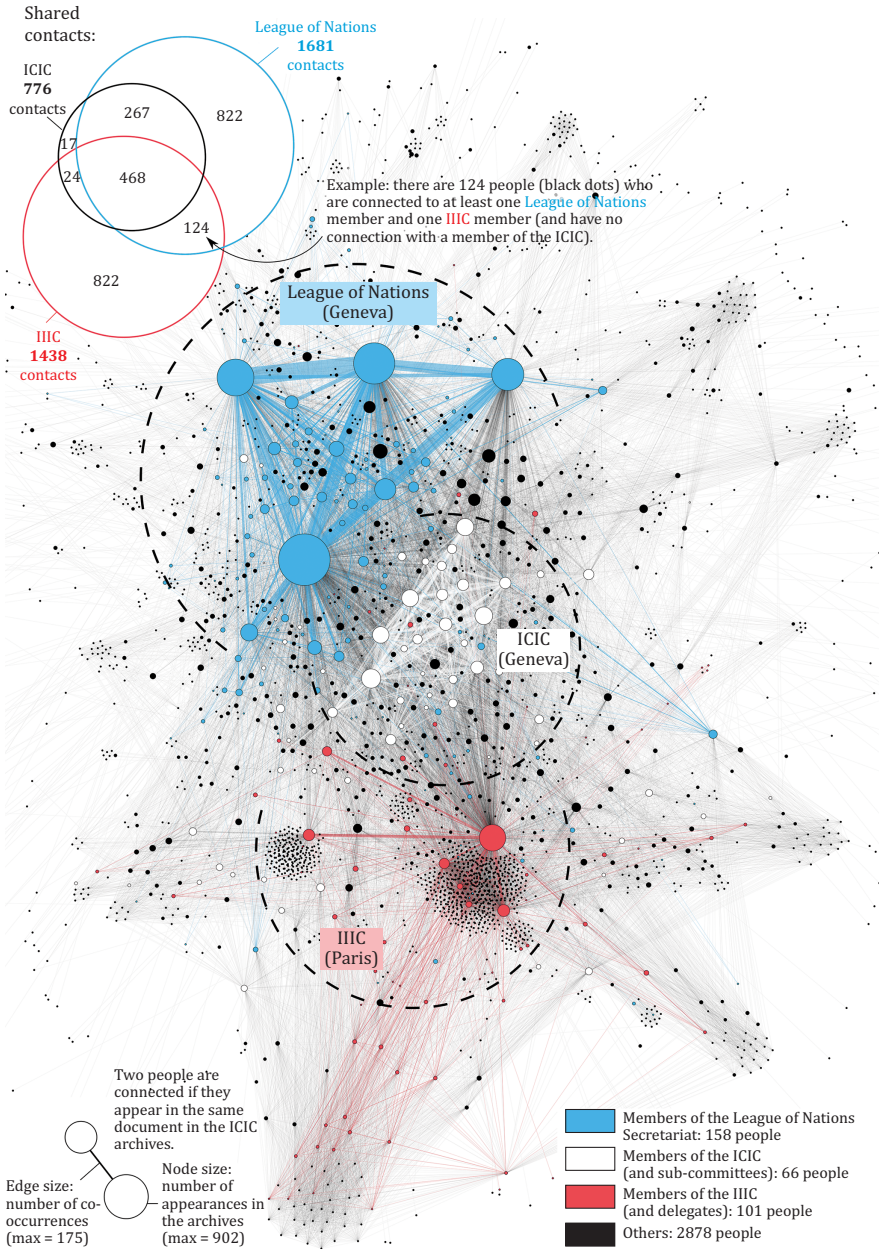 Shared
contacts:
League of Nations
1681
contacts
ICIC
776
contacts
267
822
17
24
468
124
822
Example: there are 124 people (black dots) who
are connected to at least one League of Nations
member and one IIIC member (and have no
connection with a member of the ICIC).
IIIC
1438
contacts
League of Nations
(Geneva)
ICIC
(Geneva)
IIIC
(Paris)
Two people are
connected if they
appear in the same
document in the ICIC
archives.
Edge size:
number of co-
occurrences
(max = 175)
Node size:
number of
appearances in
the archives
(max = 902)
Members of the League of Nations
Secretariat: 158 people
Members of the ICIC
(and sub-committees): 66 people
Members of the IIIC
(and delegates): 101 people
Others: 2878 people